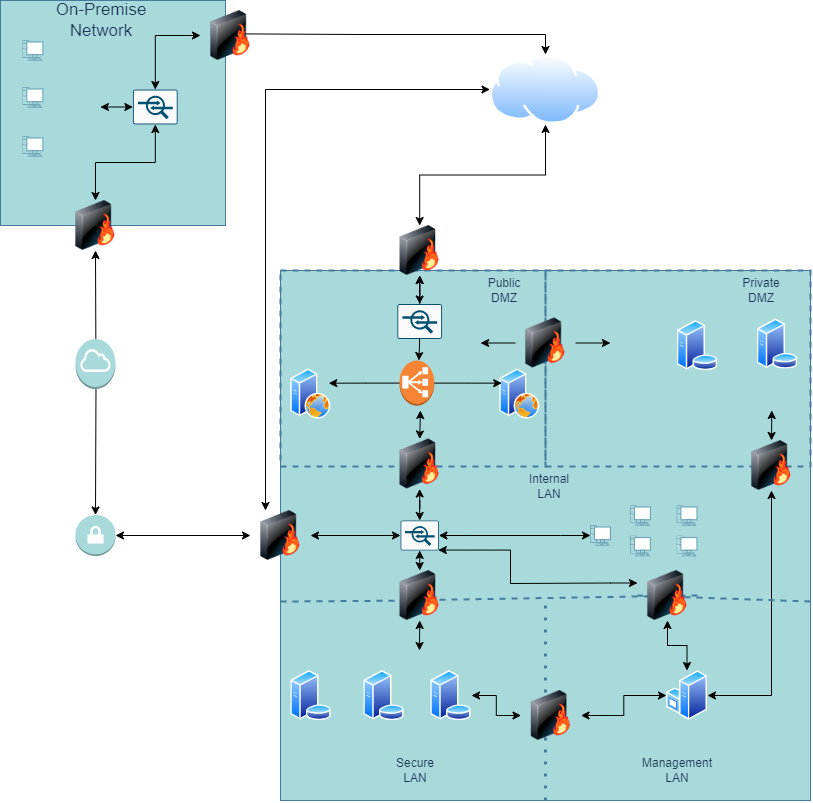 On-Premise
Network
Public
DMZ
Private
DMZ
Internal
LAN
Secure
LAN
Management
LAN